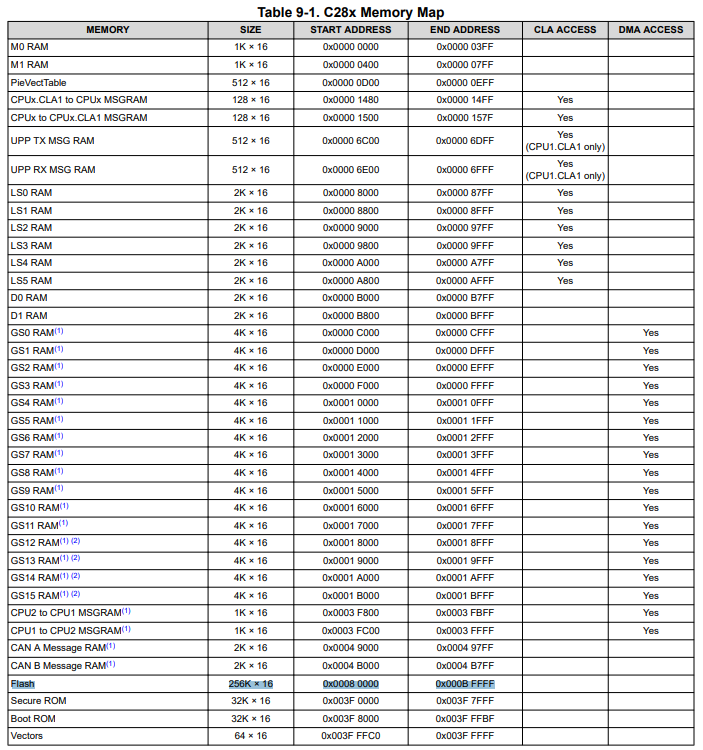 Table 9-1. C28x Memory Map
MEMORY SIZE START ADDRESS END ADDRESS CLA ACCESS DMA ACCESS
M0 RAM 1K × 16 0x0000 0000 0x0000 03FF
M1 RAM 1K × 16 0x0000 0400 0x0000 07FF
PieVectTable 512 × 16 0x0000 0D00 0x0000 0EFF
CPUx.CLA1 to CPUx MSGRAM 128 × 16 0x0000 1480 0x0000 14FF Yes
CPUx to CPUx.CLA1 MSGRAM 128 × 16 0x0000 1500 0x0000 157F Yes
UPP TX MSG RAM 512 × 16 0x0000 6C00 0x0000 6DFF Yes
(CPU1.CLA1 only)
UPP RX MSG RAM 512 × 16 0x0000 6E00 0x0000 6FFF Yes
(CPU1.CLA1 only)
LS0 RAM 2K × 16 0x0000 8000 0x0000 87FF Yes
LS1 RAM 2K × 16 0x0000 8800 0x0000 8FFF Yes
LS2 RAM 2K × 16 0x0000 9000 0x0000 97FF Yes
LS3 RAM 2K × 16 0x0000 9800 0x0000 9FFF Yes
LS4 RAM 2K × 16 0x0000 A000 0x0000 A7FF Yes
LS5 RAM 2K × 16 0x0000 A800 0x0000 AFFF Yes
D0 RAM 2K × 16 0x0000 B000 0x0000 B7FF
D1 RAM 2K × 16 0x0000 B800 0x0000 BFFF
GS0 RAM(1) 4K × 16 0x0000 C000 0x0000 CFFF Yes
GS1 RAM(1) 4K × 16 0x0000 D000 0x0000 DFFF Yes
GS2 RAM(1) 4K × 16 0x0000 E000 0x0000 EFFF Yes
GS3 RAM(1) 4K × 16 0x0000 F000 0x0000 FFFF Yes
GS4 RAM(1) 4K × 16 0x0001 0000 0x0001 0FFF Yes
GS5 RAM(1) 4K × 16 0x0001 1000 0x0001 1FFF Yes
GS6 RAM(1) 4K × 16 0x0001 2000 0x0001 2FFF Yes
GS7 RAM(1) 4K × 16 0x0001 3000 0x0001 3FFF Yes
GS8 RAM(1) 4K × 16 0x0001 4000 0x0001 4FFF Yes
GS9 RAM(1) 4K × 16 0x0001 5000 0x0001 5FFF Yes
GS10 RAM(1) 4K × 16 0x0001 6000 0x0001 6FFF Yes
GS11 RAM(1) 4K × 16 0x0001 7000 0x0001 7FFF Yes
GS12 RAM(1) (2) 4K × 16 0x0001 8000 0x0001 8FFF Yes
GS13 RAM(1) (2) 4K × 16 0x0001 9000 0x0001 9FFF Yes
GS14 RAM(1) (2) 4K × 16 0x0001 A000 0x0001 AFFF Yes
GS15 RAM(1) (2) 4K × 16 0x0001 B000 0x0001 BFFF Yes
CPU2 to CPU1 MSGRAM(1) 1K × 16 0x0003 F800 0x0003 FBFF Yes
CPU1 to CPU2 MSGRAM(1) 1K × 16 0x0003 FC00 0x0003 FFFF Yes
CAN A Message RAM(1) 2K × 16 0x0004 9000 0x0004 97FF
CAN B Message RAM(1) 2K × 16 0x0004 B000 0x0004 B7FF
Flash 256K × 16 0x0008 0000 0x000B FFFF
Secure ROM 32K × 16 0x003F 0000 0x003F 7FFF
Boot ROM 32K × 16 0x003F 8000 0x003F FFBF
Vectors 64 × 16 0x003F FFC0 0x003F FFFF